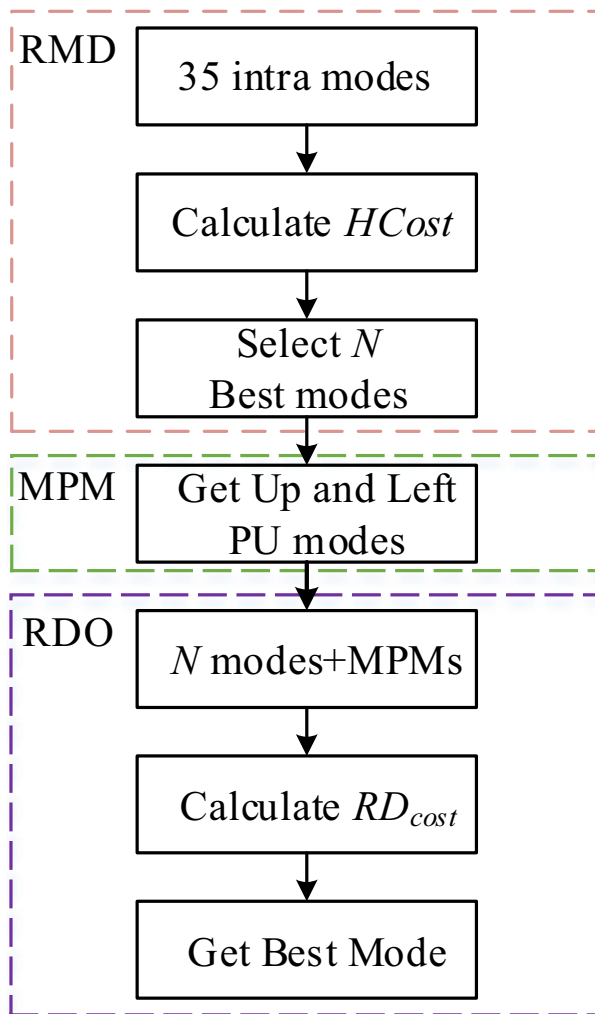 RMD
35 intra modes
Calculate HCost
Select N
Best modes
MPM
Get Up and Left
PU modes
RDO
N modes+MPMs
Calculate RDcost
Get Best Mode